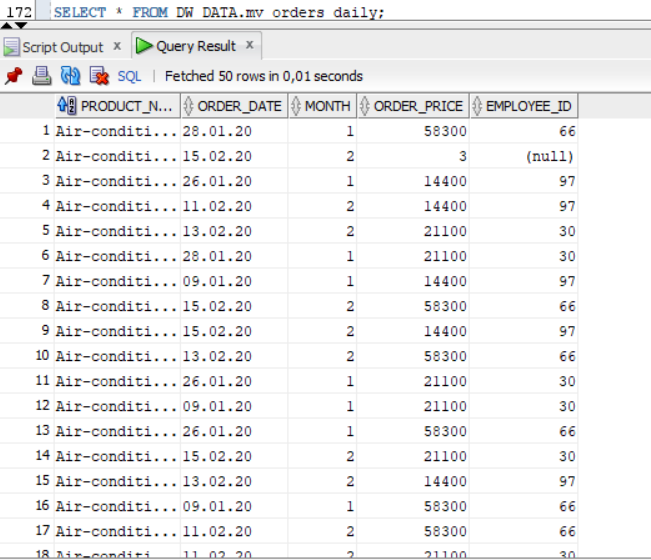 172 SELECT * FROM DW_DATA.mv_orders_daily;
Script Output x Query Result x
SQL | Fetched 50 rows in 0,01 seconds
PRODUCT_N... ORDER_DATE MONTH ORDER_PRICE EMPLOYEE_ID
1 Air-conditi... 28.01.20 1 58300 66
2 Air-conditi... 15.02.20 2 3 (null)
3 Air-conditi... 26.01.20 1 14400 97
4 Air-conditi... 11.02.20 2 14400 97
5 Air-conditi... 13.02.20 2 21100 30
6 Air-conditi... 28.01.20 1 21100 30
7 Air-conditi... 09.01.20 1 14400 97
8 Air-conditi... 15.02.20 2 58300 66
9 Air-conditi... 15.02.20 2 14400 97
10 Air-conditi... 13.02.20 2 58300 66
11 Air-conditi... 26.01.20 1 21100 30
12 Air-conditi... 09.01.20 1 21100 30
13 Air-conditi... 26.01.20 1 58300 66
14 Air-conditi... 15.02.20 2 21100 30
15 Air-conditi... 13.02.20 2 14400 97
16 Air-conditi... 09.01.20 1 58300 66
17 Air-conditi... 11.02.20 2 58300 66
18 Air-conditi... 11.02.20 2 21100 30